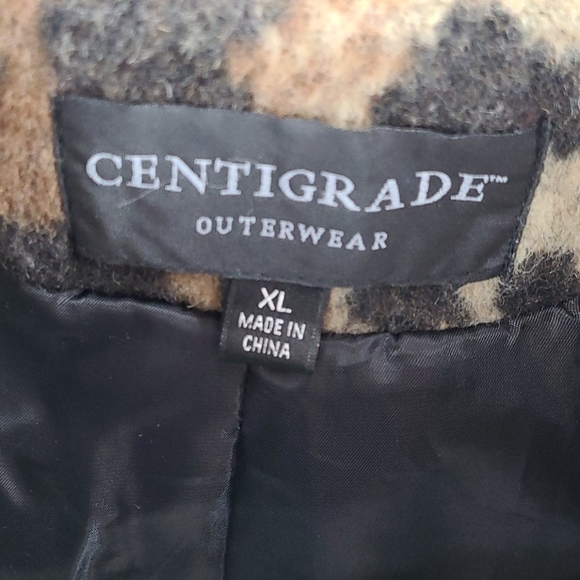 CENTIGRADE™
OUTERWEAR
XL
MADE IN
CHINA